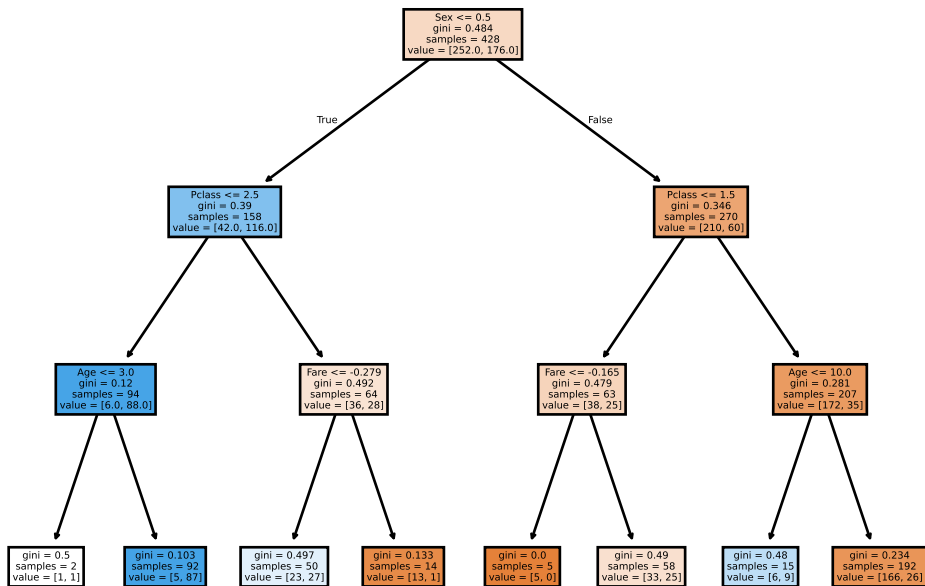 Sex <= 0.5
gini = 0.484
samples = 428
value = [252.0, 176.0]
True
False
Pclass <= 2.5
gini = 0.39
samples = 158
value = [42.0, 116.0]
Pclass <= 1.5
gini = 0.346
samples = 270
value = [210, 60]
Age <= 3.0
gini = 0.12
samples = 94
value = [6.0, 88.0]
Fare <= -0.279
gini = 0.492
samples = 64
value = [36, 28]
Fare <= -0.165
gini = 0.479
samples = 63
value = [38, 25]
Age <= 10.0
gini = 0.281
samples = 207
value = [172, 35]
gini = 0.5
samples = 2
value = [1, 1]
gini = 0.103
samples = 92
value = [5, 87]
gini = 0.497
samples = 50
value = [23, 27]
gini = 0.133
samples = 14
value = [13, 1]
gini = 0.0
samples = 5
value = [5, 0]
gini = 0.49
samples = 58
value = [33, 25]
gini = 0.48
samples = 15
value = [6, 9]
gini = 0.234
samples = 192
value = [166, 26]